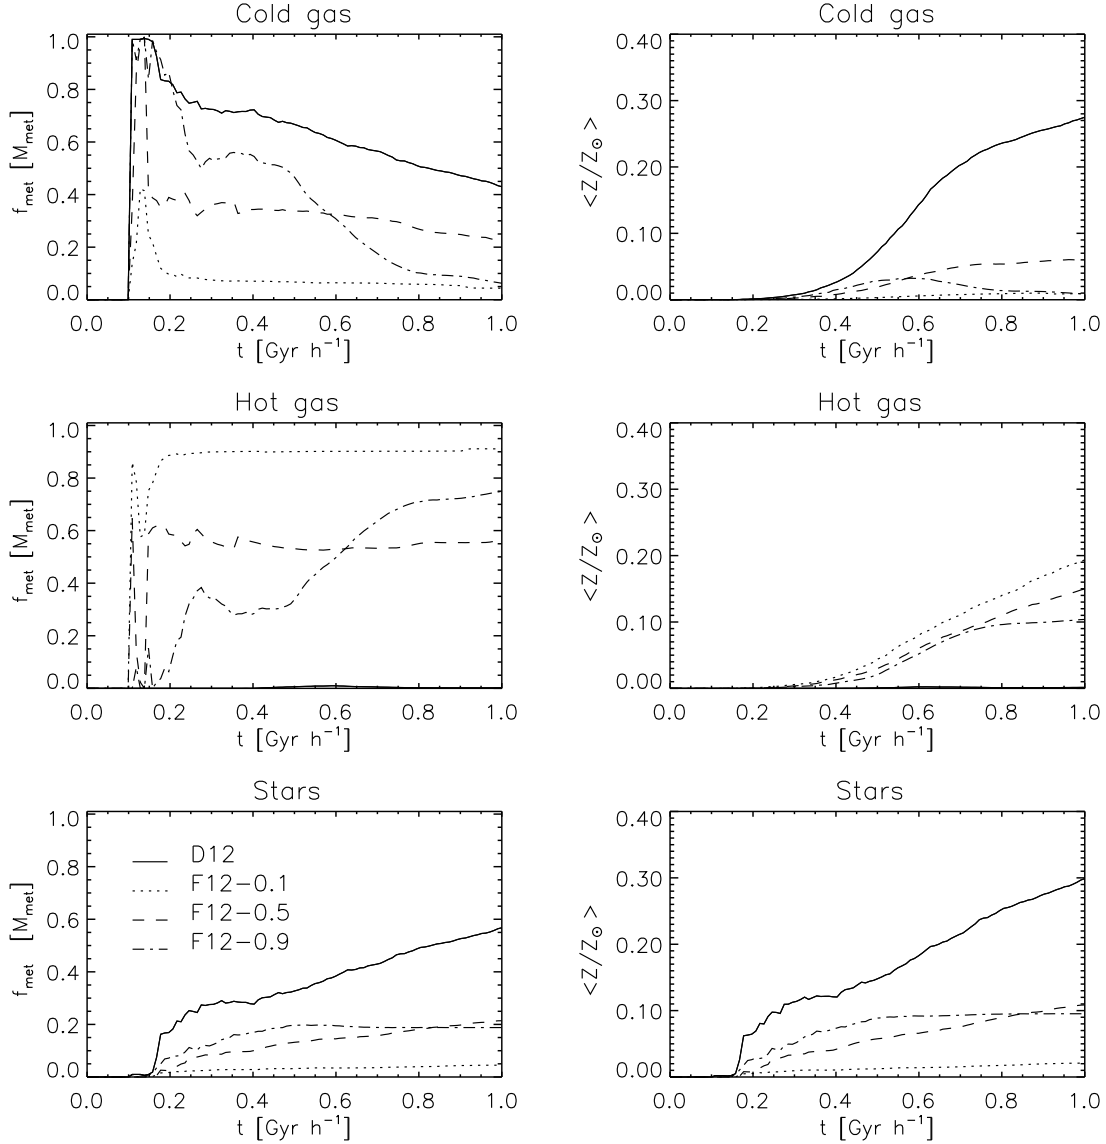 Cold gas
1.0
0.8
0.6
0.4
0.2
0.0
f_met [M_met]
0.0 0.2 0.4 0.6 0.8 1.0
t [Gyr h⁻¹]
Cold gas
0.40
0.30
0.20
0.10
0.00
<Z/Z⊙>
0.0 0.2 0.4 0.6 0.8 1.0
t [Gyr h⁻¹]
Hot gas
1.0
0.8
0.6
0.4
0.2
0.0
f_met [M_met]
0.0 0.2 0.4 0.6 0.8 1.0
t [Gyr h⁻¹]
Hot gas
0.40
0.30
0.20
0.10
0.00
<Z/Z⊙>
0.0 0.2 0.4 0.6 0.8 1.0
t [Gyr h⁻¹]
Stars
1.0
0.8
0.6
0.4
0.2
0.0
f_met [M_met]
D12
F12-0.1
F12-0.5
F12-0.9
0.0 0.2 0.4 0.6 0.8 1.0
t [Gyr h⁻¹]
Stars
0.40
0.30
0.20
0.10
0.00
<Z/Z⊙>
0.0 0.2 0.4 0.6 0.8 1.0
t [Gyr h⁻¹]